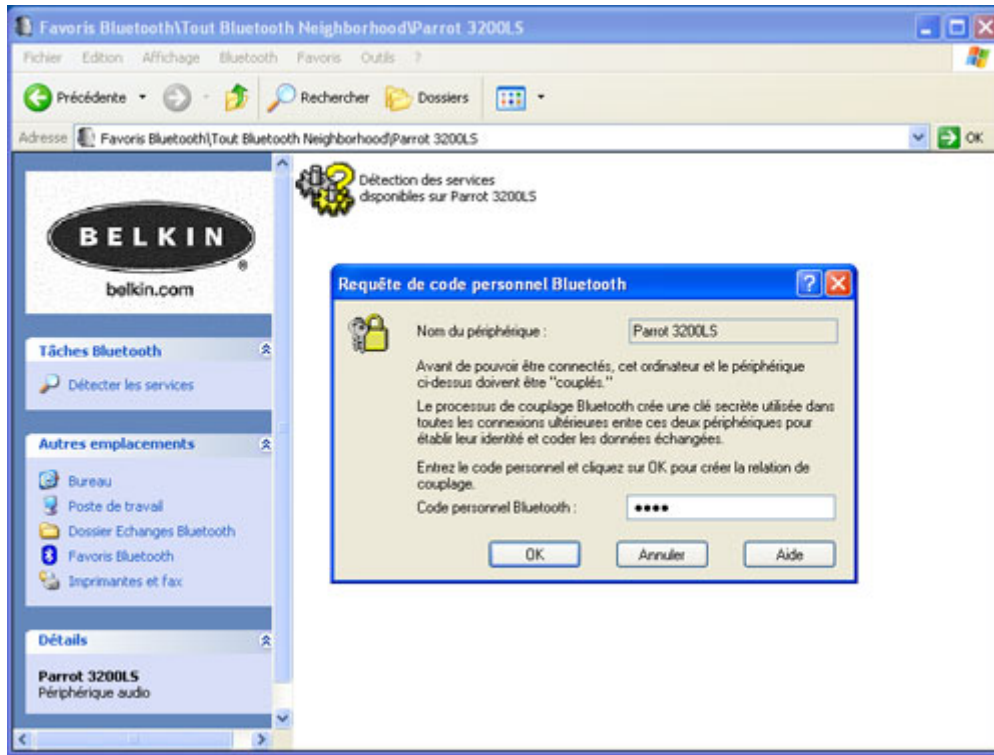 Favoris Bluetooth\Tout Bluetooth Neighborhood\Parrot 3200LS
Fichier Edition Affichage Bluetooth Favoris Outils ?
Précédente Rechercher Dossiers
Adresse Favoris Bluetooth\Tout Bluetooth Neighborhood\Parrot 3200LS OK
BELKIN
®
belkin.com
Tâches Bluetooth
Détecter les services
Autres emplacements
Bureau
Poste de travail
Dossier Echanges Bluetooth
Favoris Bluetooth
Imprimantes et fax
Détails
Parrot 3200LS
Périphérique audio
Détection des services
disponibles sur Parrot 3200LS
Requête de code personnel Bluetooth
Nom du périphérique : Parrot 3200LS
Avant de pouvoir être connectés, cet ordinateur et le périphérique
ci-dessus doivent être "couplés."
Le processus de couplage Bluetooth crée une clé secrète utilisée dans
toutes les connexions ultérieures entre ces deux périphériques pour
établir leur identité et coder les données échangées.
Entrez le code personnel et cliquez sur OK pour créer la relation de
couplage.
Code personnel Bluetooth : ••••
OK Annuler Aide